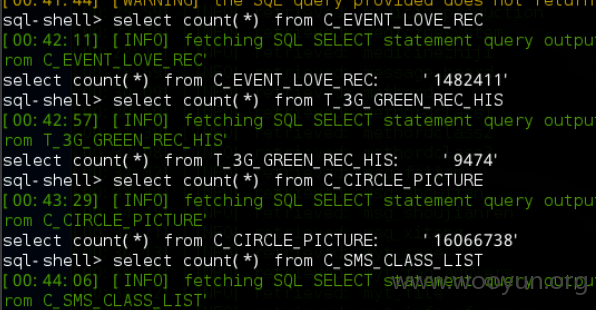 [00:41:44] [WARNING] the SQL query provided does not return
sql-shell> select count(*) from C_EVENT_LOVE_REC
[00:42:11] [INFO] fetching SQL SELECT statement query outpu
rom C_EVENT_LOVE_REC'
select count(*) from C_EVENT_LOVE_REC:    '1482411'
sql-shell> select count(*) from T_3G_GREEN_REC_HIS
[00:42:57] [INFO] fetching SQL SELECT statement query outpu
rom T_3G_GREEN_REC_HIS'
select count(*) from T_3G_GREEN_REC_HIS:    '9474'
sql-shell> select count(*) from C_CIRCLE_PICTURE
[00:43:29] [INFO] fetching SQL SELECT statement query outpu
rom C_CIRCLE_PICTURE'
select count(*) from C_CIRCLE_PICTURE:    '16066738'
sql-shell> select count(*) from C_SMS_CLASS_LIST
[00:44:06] [INFO] fetching SQL SELECT statement query outpu
www.wooyun.org
rom C_SMS_CLASS_LIST'